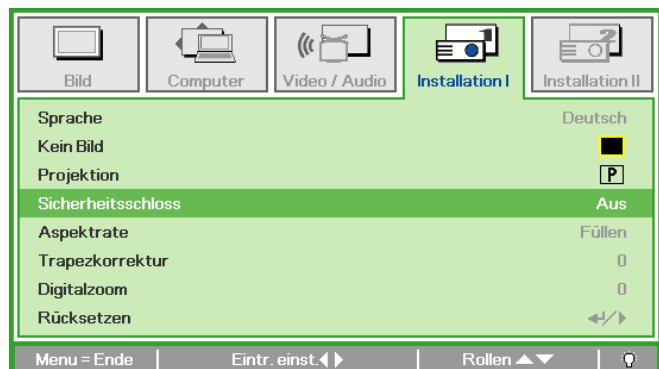 Bild Computer Video / Audio Installation I Installation II
Sprache Deutsch
Kein Bild
Projektion P
Sicherheitsschloss Aus
Aspektrate Füllen
Trapezkorrektur 0
Digitalzoom 0
Rücksetzen
Menu = Ende Eintr. einst. Rollen